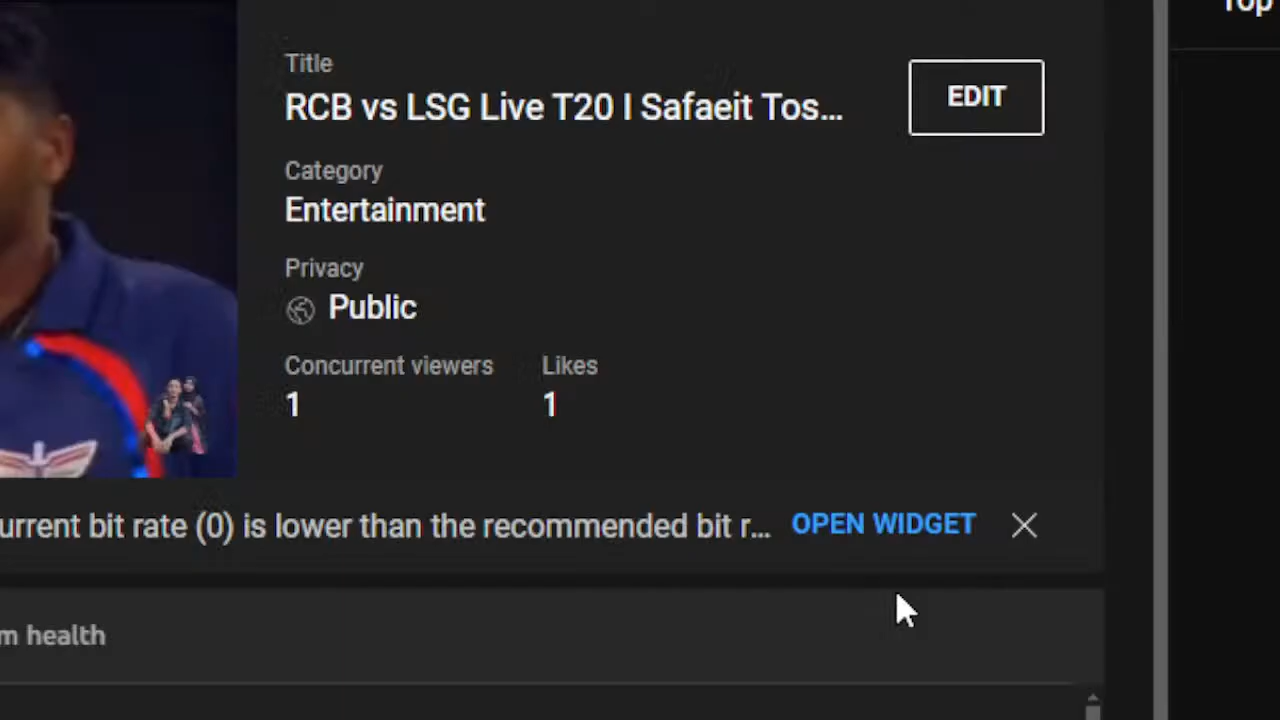 Top
Title
RCB vs LSG Live T20 I Safaeit Tos...
EDIT
Category
Entertainment
Privacy
Public
Concurrent viewers
Likes
1
1
urrent bit rate (0) is lower than the recommended bit r...
OPEN WIDGET
m health